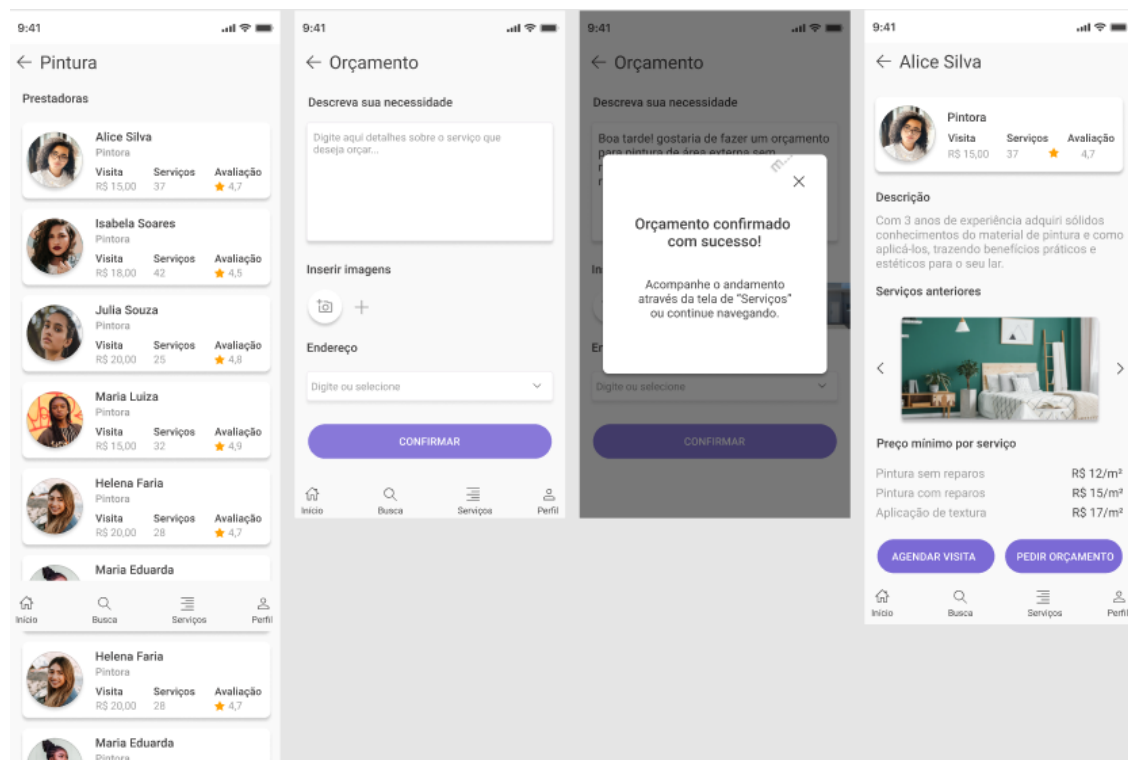 9:41
← Pintura
Prestadoras
Alice Silva
Pintora
Visita Serviços Avaliação
R$ 15,00 37 4,7
Isabela Soares
Pintora
Visita Serviços Avaliação
R$ 18,00 42 4,5
Julia Souza
Pintora
Visita Serviços Avaliação
R$ 20,00 25 4,8
Maria Luiza
Pintora
Visita Serviços Avaliação
R$ 15,00 32 4,9
Helena Faria
Pintora
Visita Serviços Avaliação
R$ 20,00 28 4,7
Maria Eduarda
Início Busca Serviços Perfil
Helena Faria
Pintora
Visita Serviços Avaliação
R$ 20,00 28 4,7
Maria Eduarda
Pintora
9:41
← Orçamento
Descreva sua necessidade
Digite aqui detalhes sobre o serviço que
deseja orçar...
Inserir imagens
Endereço
Digite ou selecione
CONFIRMAR
Início Busca Serviços Perfil
9:41
← Orçamento
Descreva sua necessidade
Boa tarde! gostaria de fazer um orçamento
para pintura de área externa sem
m...
Orçamento confirmado
com sucesso!
Acompanhe o andamento
através da tela de “Serviços”
ou continue navegando.
Digite ou selecione
CONFIRMAR
9:41
← Alice Silva
Pintora
Visita Serviços Avaliação
R$ 15,00 37 4,7
Descrição
Com 3 anos de experiência adquiri sólidos
conhecimentos do material de pintura e como
aplicá-los, trazendo benefícios práticos e
estéticos para o seu lar.
Serviços anteriores
Preço mínimo por serviço
Pintura sem reparos R$ 12/m²
Pintura com reparos R$ 15/m²
Aplicação de textura R$ 17/m²
AGENDAR VISITA PEDIR ORÇAMENTO
Início Busca Serviços Perfil